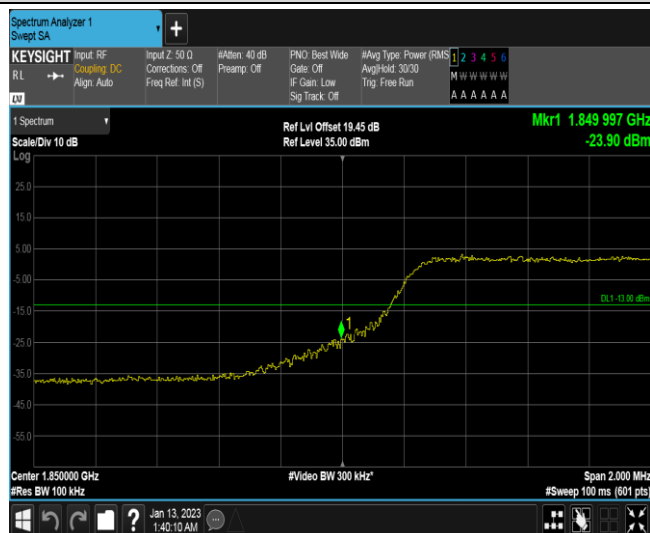 Spectrum Analyzer 1
Swept SA
KEYSIGHT
RL
LXI
Input: RF
Coupling: DC
Align: Auto
Input Z: 50 Ω
Corrections: Off
Freq Ref: Int (S)
#Atten: 40 dB
Preamp: Off
PNO: Best Wide
Gate: Off
IF Gain: Low
Sig Track: Off
#Avg Type: Power (RMS
Avg|Hold: 30/30
Trig: Free Run
1 2 3 4 5 6
M W W W W W
A A A A A A
1 Spectrum
Scale/Div 10 dB
Log
Ref Lvl Offset 19.45 dB
Ref Level 35.00 dBm
Mkr1 1.849 997 GHz
-23.90 dBm
25.0
15.0
5.00
-5.00
-15.0
-25.0
-35.0
-45.0
-55.0
DL1 -13.00 dBm
1
Center 1.850000 GHz
#Res BW 100 kHz
#Video BW 300 kHz*
Span 2.000 MHz
#Sweep 100 ms (601 pts)
?
Jan 13, 2023
1:40:10 AM